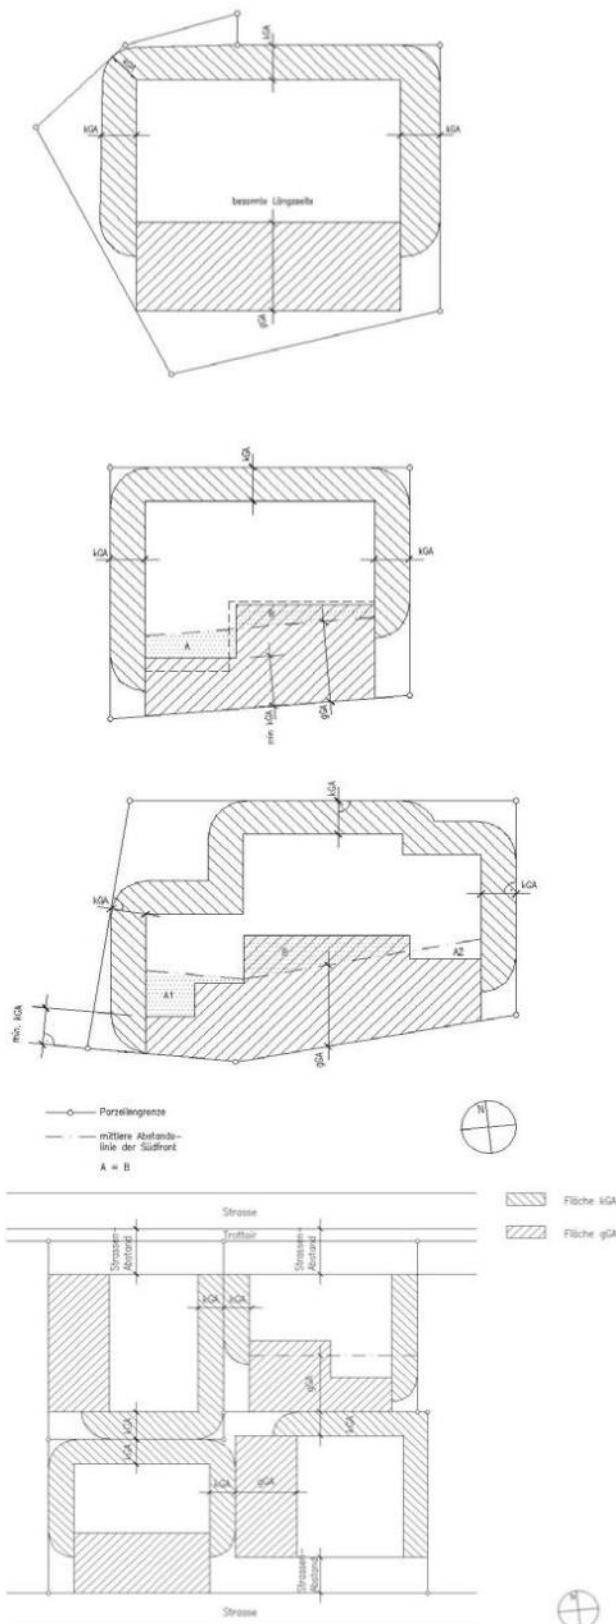 kGA
kGA
kGA
kGA
besonnte Längsseite
gGA
kGA
kGA
kGA
B
A
min kGA
gGA
kGA
kGA
kGA
B
A2
A1
min. kGA
gGA
Parzellengrenze
mittlere Abstands-
linie der Südfront
A = B
N
Strasse
Trottoir
Strassen-
Abstand
Strassen-
Abstand
Fläche kGA
Fläche gGA
kGA
kGA
gGA
kGA
kGA
kGA
kGA
gGA
Strassen-
Abstand
Strasse
N